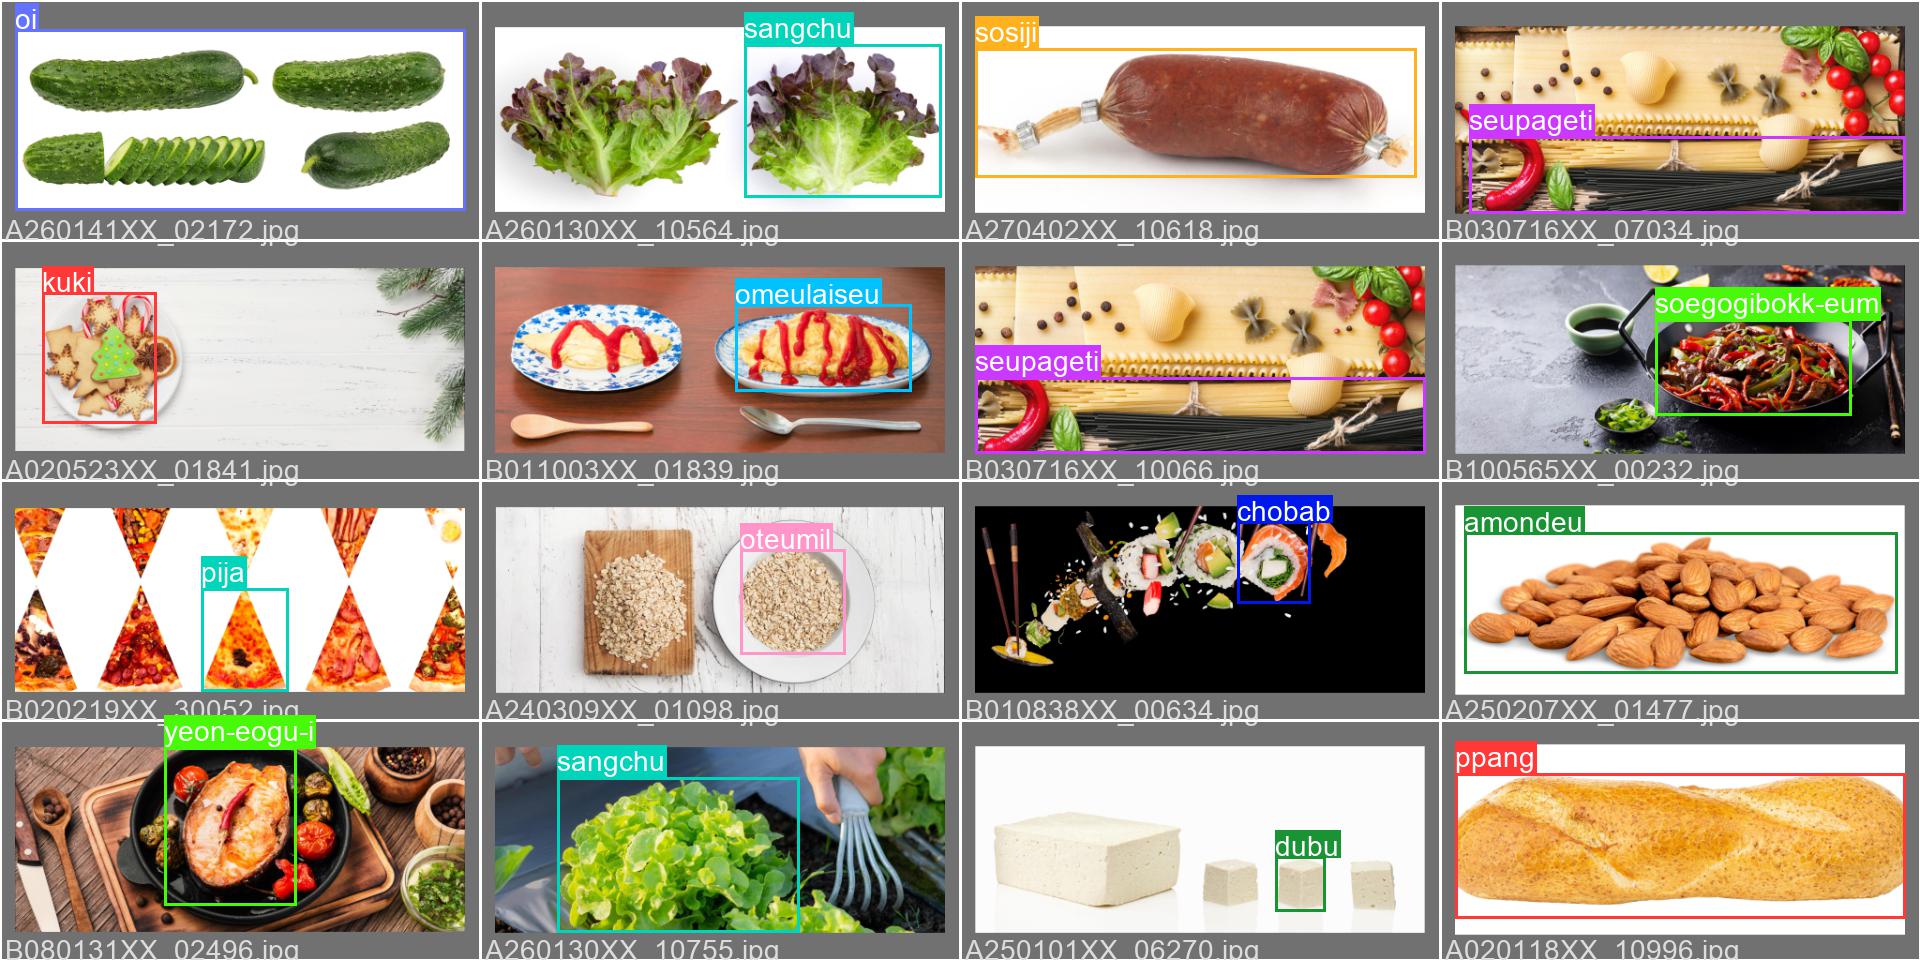 oi
A260141XX_02172.jpg
sangchu
A260130XX_10564.jpg
sosiji
A270402XX_10618.jpg
seupageti
B030716XX_07034.jpg
kuki
A020523XX_01841.jpg
omeulaiseu
B011003XX_01839.jpg
seupageti
B030716XX_10066.jpg
soegogibokk-eum
B100565XX_00232.jpg
pija
B020219XX_30052.jpg
oteumil
A240309XX_01098.jpg
chobab
B010838XX_00634.jpg
amondeu
A250207XX_01477.jpg
yeon-eogu-i
B080131XX_02496.jpg
sangchu
A260130XX_10755.jpg
dubu
A250101XX_06270.jpg
ppang
A020118XX_10996.jpg